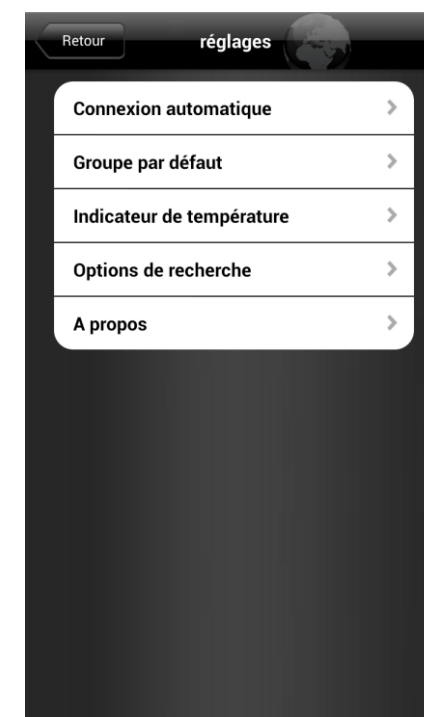 Retour
réglages
Connexion automatique
Groupe par défaut
Indicateur de température
Options de recherche
A propos